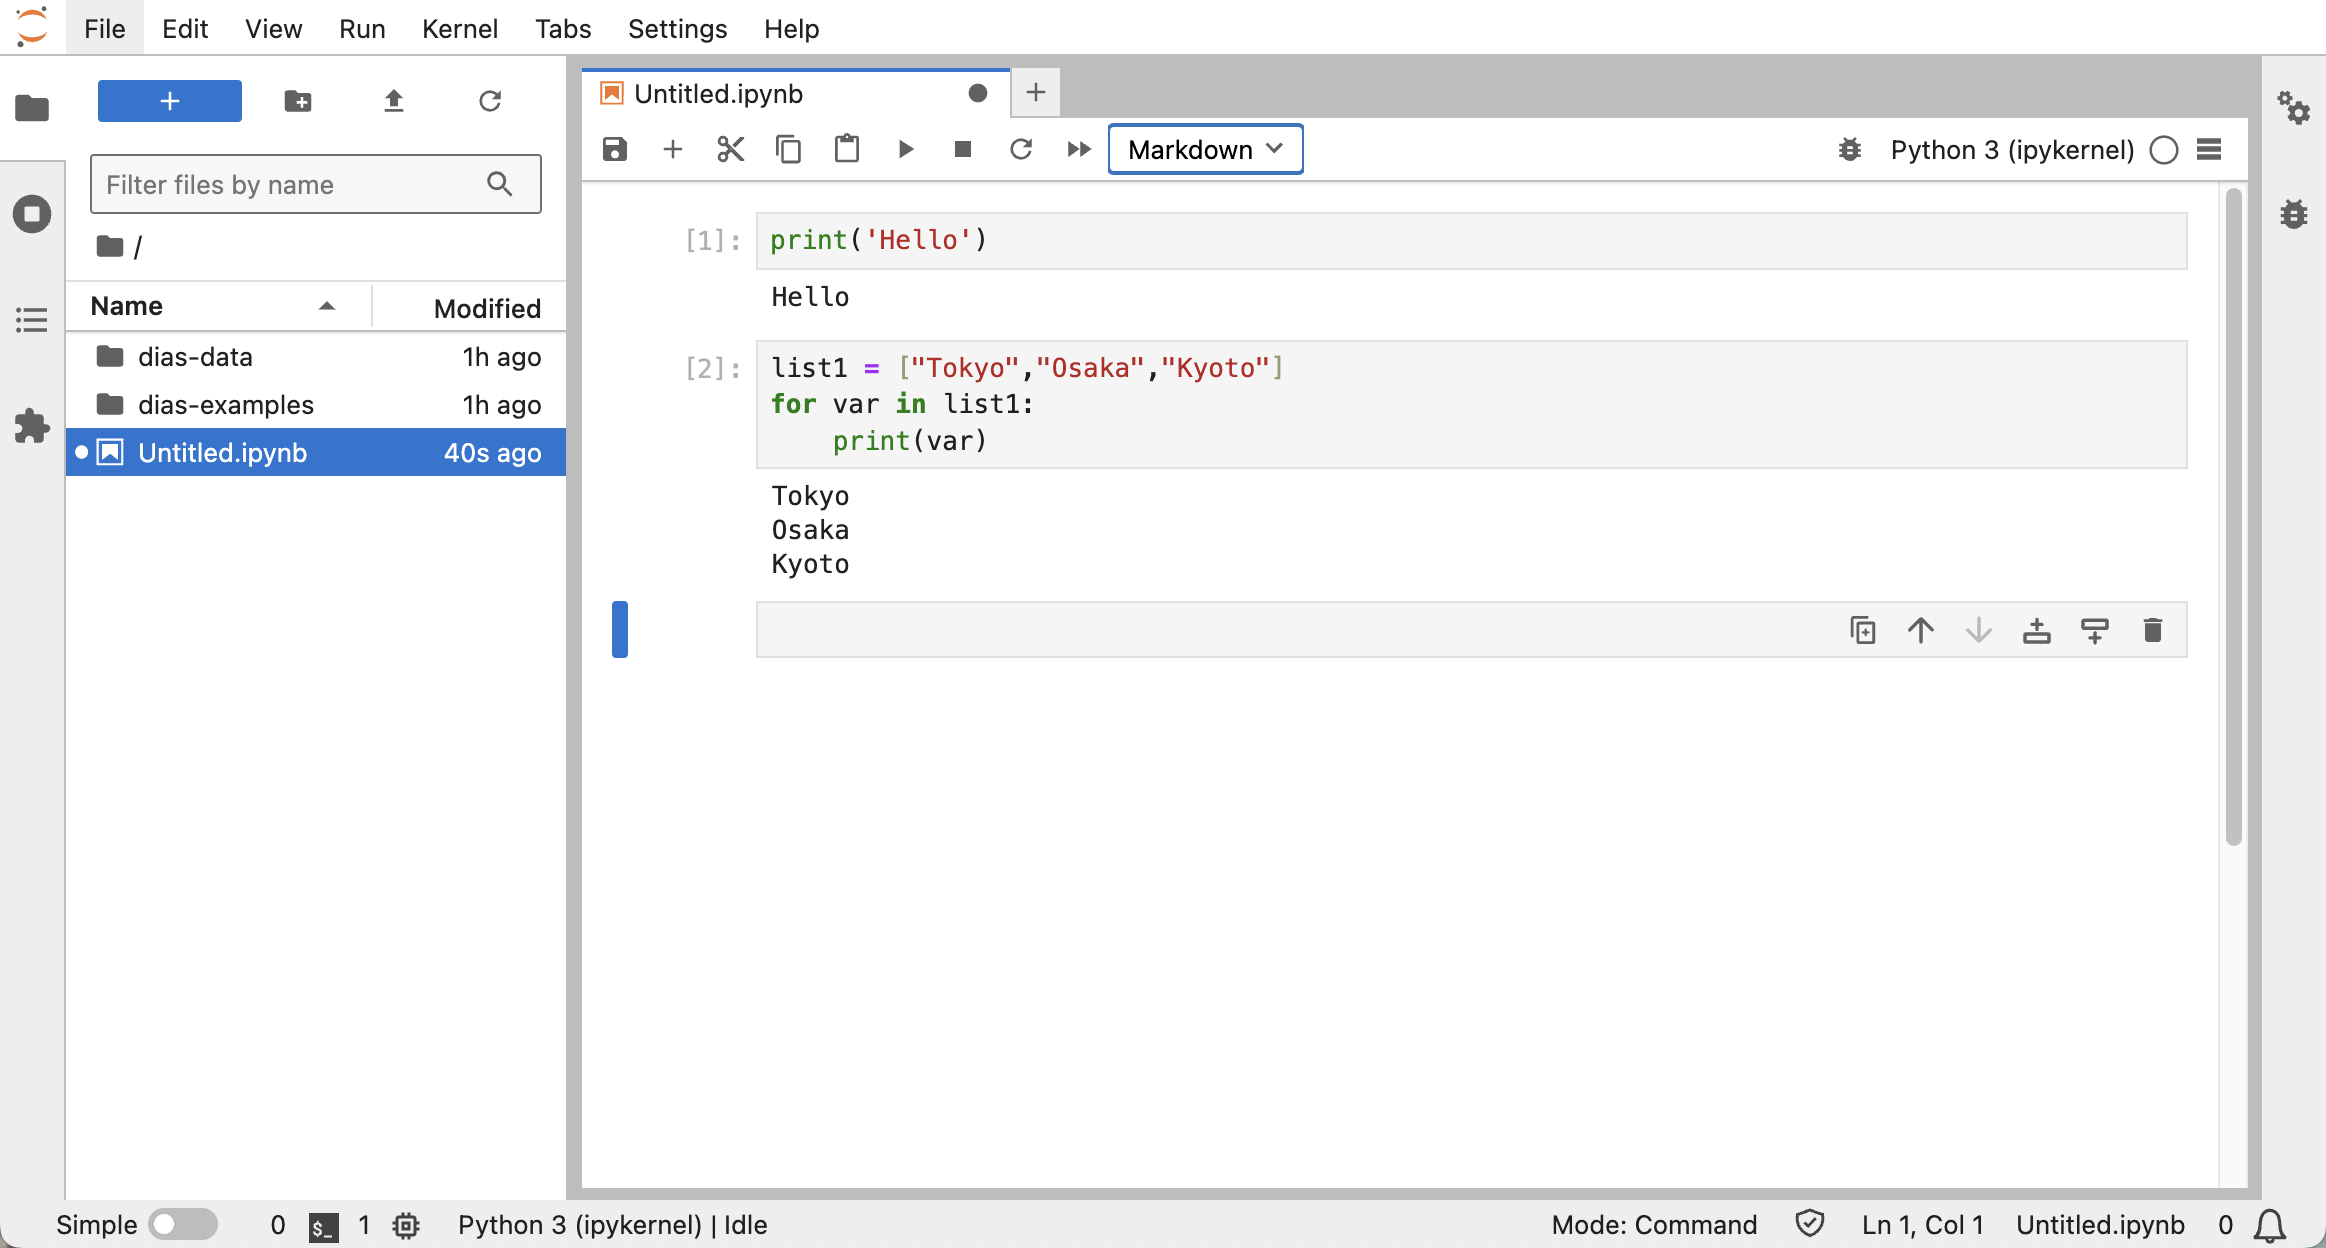 File Edit View Run Kernel Tabs Settings Help
Filter files by name
/
Name Modified
dias-data 1h ago
dias-examples 1h ago
Untitled.ipynb 40s ago
Untitled.ipynb
Markdown
Python 3 (ipykernel)
[1]: print('Hello')
Hello
[2]: list1 = ["Tokyo","Osaka","Kyoto"]
for var in list1:
    print(var)
Tokyo
Osaka
Kyoto
Simple 0 $_ 1 Python 3 (ipykernel) | Idle Mode: Command Ln 1, Col 1 Untitled.ipynb 0